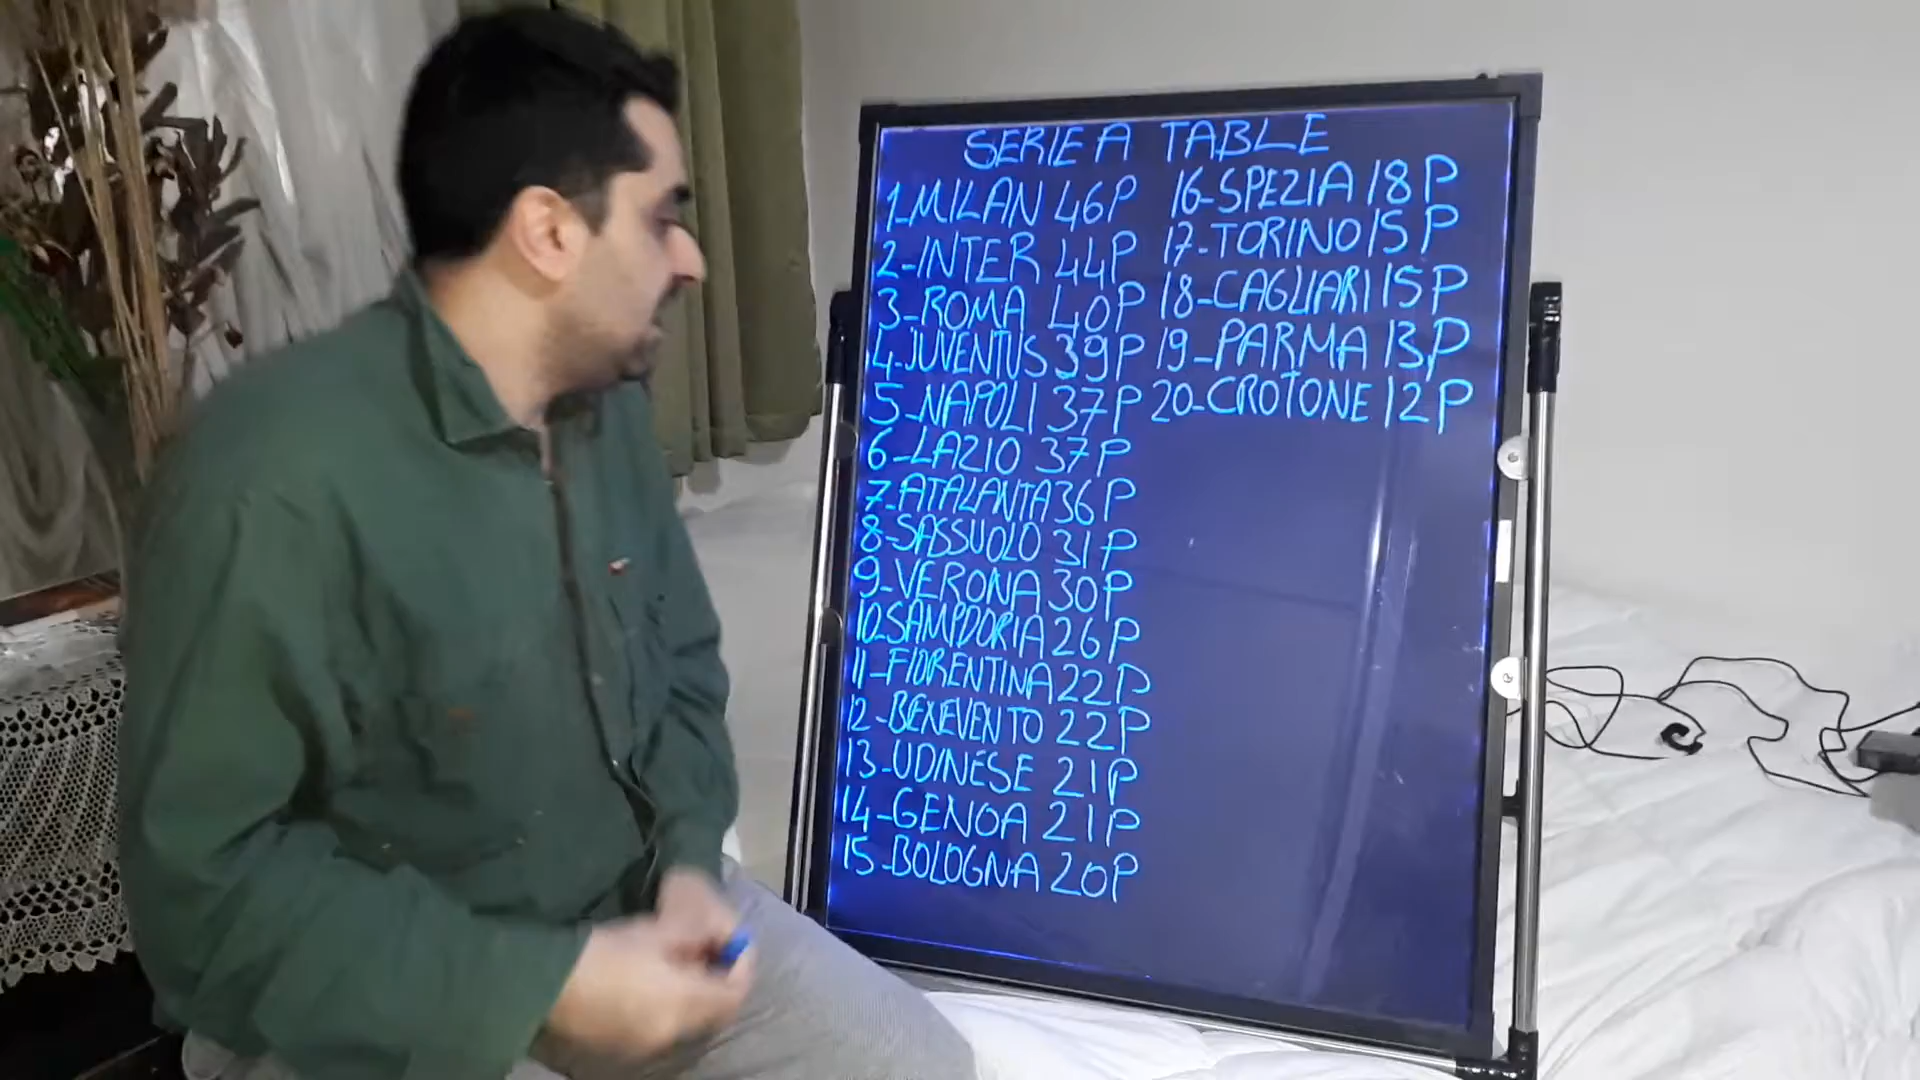 SERIE A TABLE
1-MILAN 46P
2-INTER 44P
3-ROMA 40P
4-JUVENTUS 39P
5-NAPOLI 37P
6-LAZIO 37P
7-ATALANTA 36P
8-SASSUOLO 31P
9-VERONA 30P
10-SAMPDORIA 26P
11-FIORENTINA 22P
12-BENEVENTO 22P
13-UDINESE 21P
14-GENOA 21P
15-BOLOGNA 20P
16-SPEZIA 18P
17-TORINO 15P
18-CAGLIARI 15P
19-PARMA 13P
20-CROTONE 12P